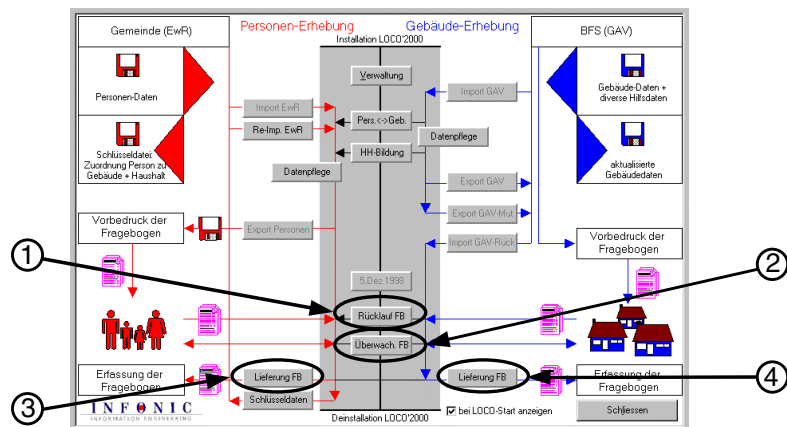 Gemeinde (EwR)
Personen-Erhebung
Gebäude-Erhebung
BFS (GAV)
Installation LOCO'2000
Verwaltung
Personen-Daten
Gebäude-Daten +
diverse Hilfsdaten
Import EwR
Import GAV
Re-Imp. EwR
Pers.<->Geb.
Datenpflege
HH-Bildung
Schlüsseldatei:
Zuordnung Person zu
Gebäude + Haushalt
aktualisierte
Gebäudedaten
Datenpflege
Export GAV
Export GAV-Mut
Vorbedruck der
Fragebogen
Export Personen
Import GAV-Rück
Vorbedruck der
Fragebogen
1
2
5.Dez.1998
Rücklauf FB
Überwach. FB
Erfassung der
Fragebogen
Lieferung FB
Lieferung FB
Erfassung der
Fragebogen
3
4
Schlüsseldaten
INFONIC
INFORMATION ENGINEERING
Deinstallation LOCO'2000
bei LOCO-Start anzeigen
Schliessen